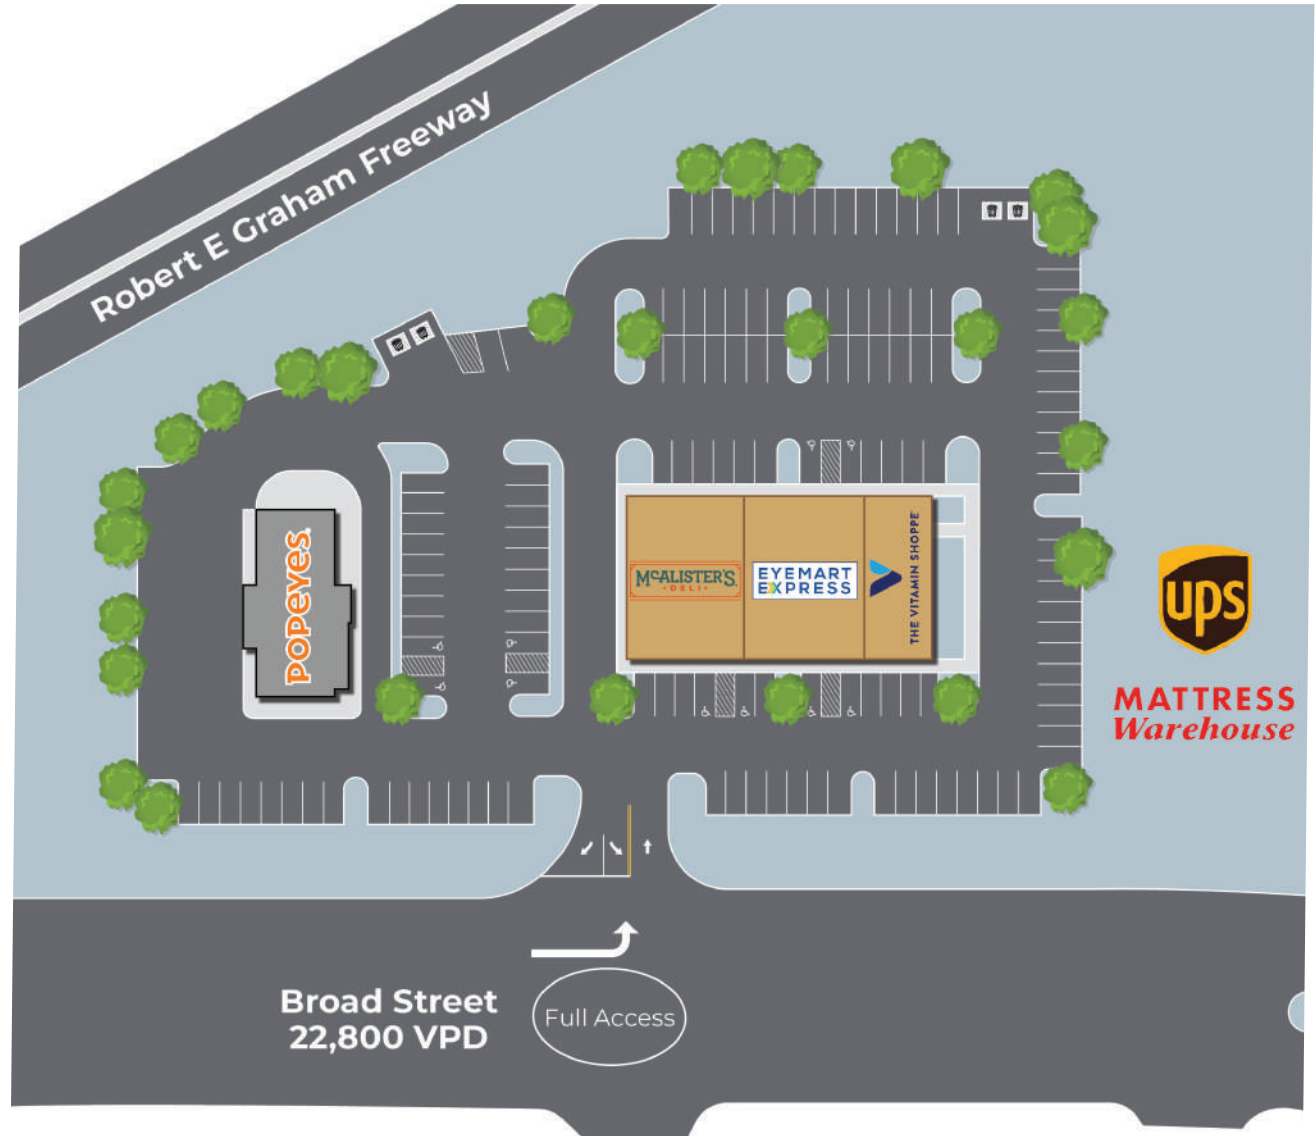 Robert E Graham Freeway
POPEYES
McALISTER'S
DELI
EYEMART
EXPRESS
THE VITAMIN SHOPPE
ups
MATTRESS
Warehouse
Broad Street
22,800 VPD
Full Access